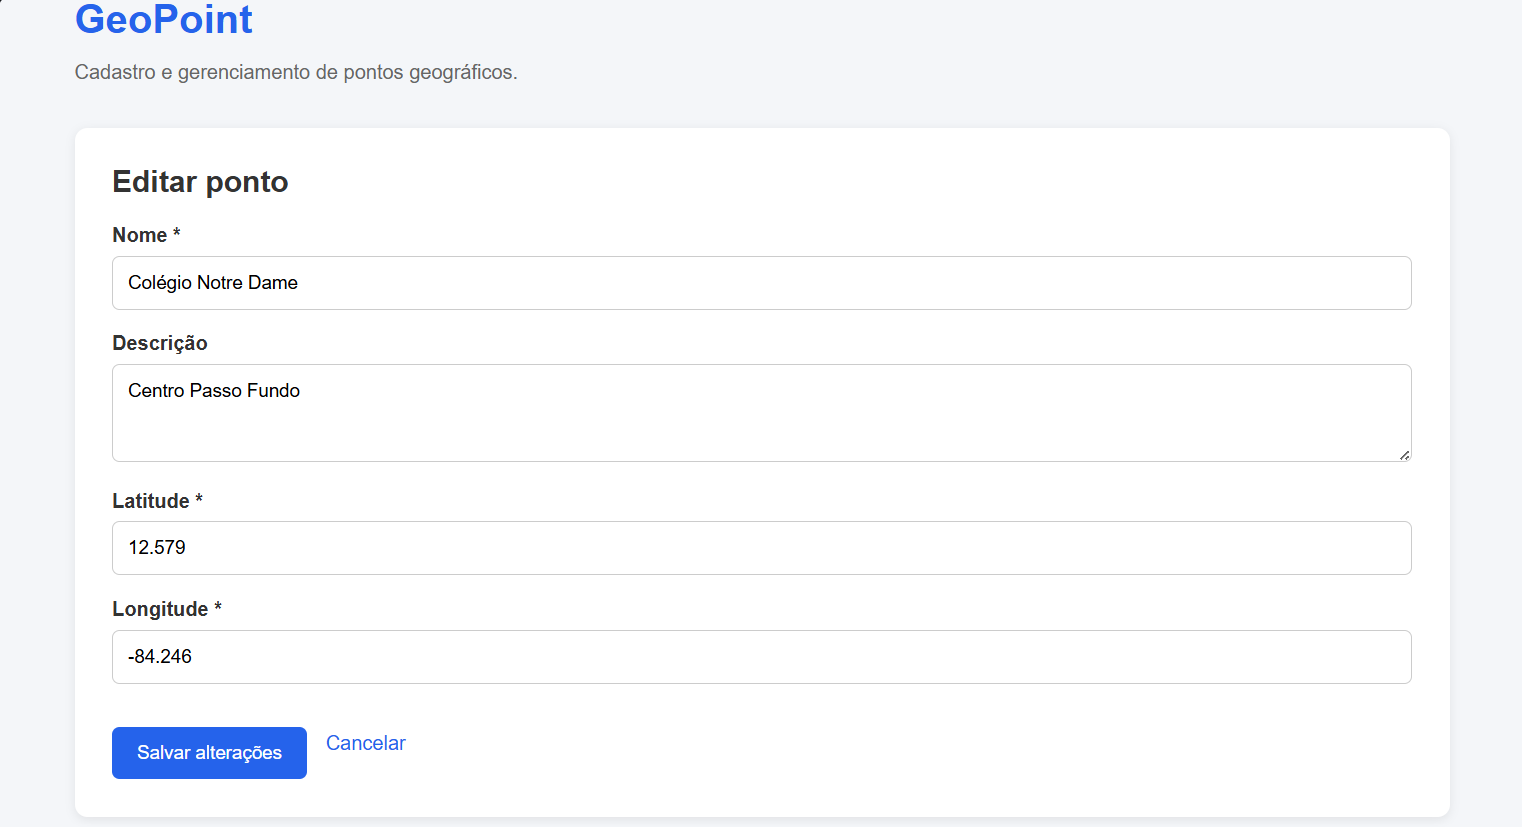 GeoPoint
Cadastro e gerenciamento de pontos geográficos.
Editar ponto
Nome *
Colégio Notre Dame
Descrição
Centro Passo Fundo
Latitude *
12.579
Longitude *
-84.246
Salvar alterações
Cancelar